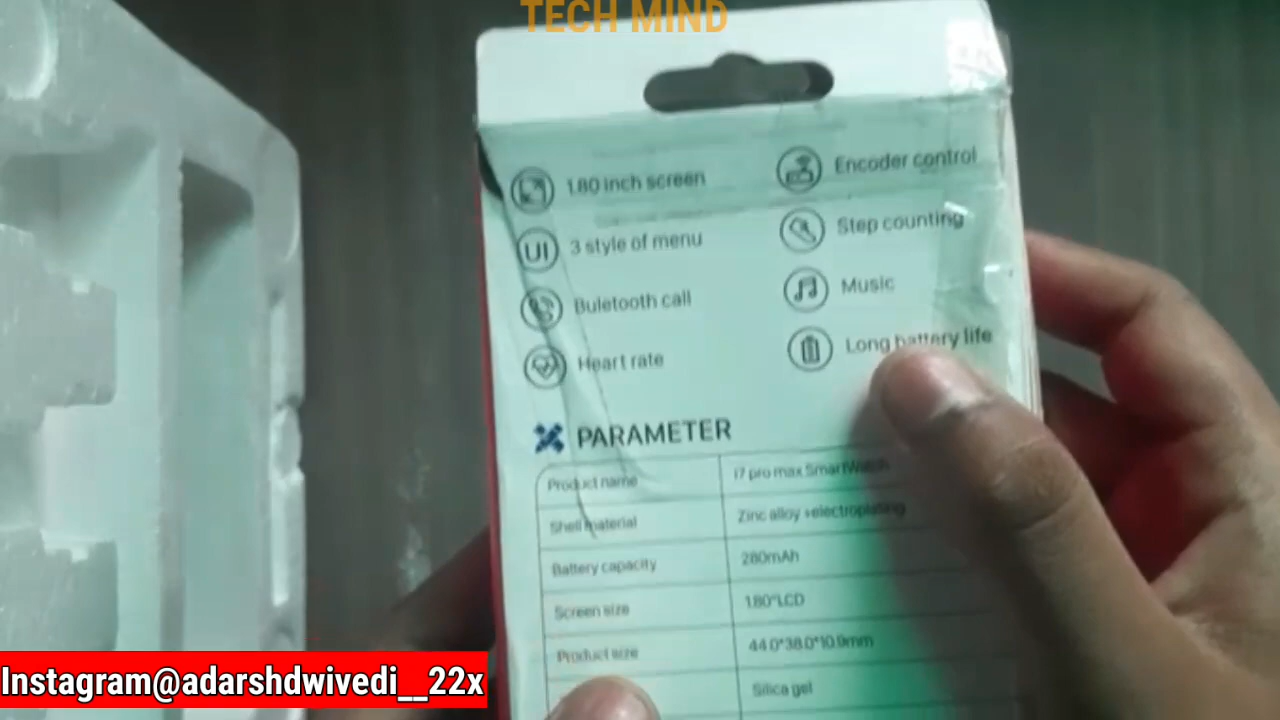 TECH MIND
1.80 inch screen
3 style of menu
Buletooth call
Heart rate
Encoder control
Step counting
Music
Long battery life
UI
PARAMETER
Product name i7 pro max SmartWatch
Shell material Zinc alloy +electroplating
Battery capacity 280mAh
Screen size 1.80"LCD
Product size 44.0*38.0*10.9mm
Silica gel
Instagram@adarshdwivedi__22x